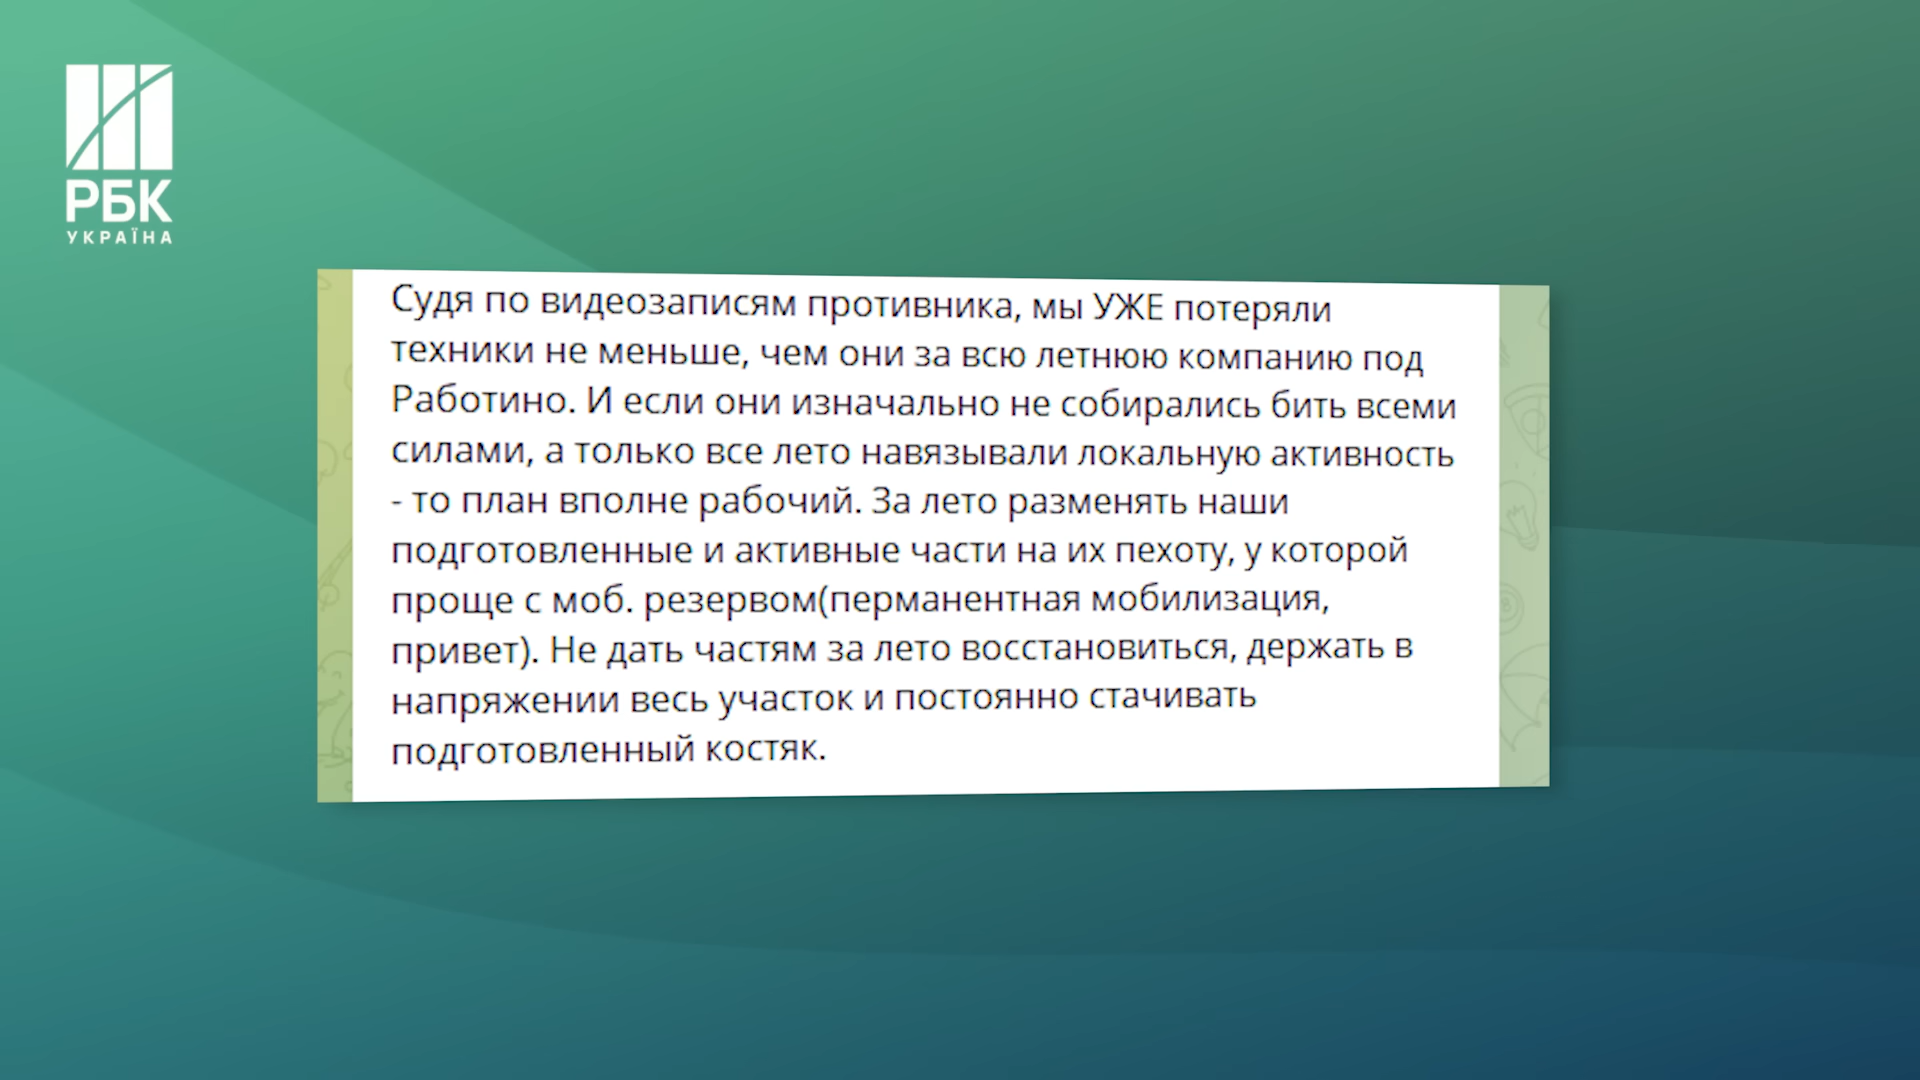 РБК
УКРАЇНА
Судя по видеозаписям противника, мы УЖЕ потеряли
техники не меньше, чем они за всю летнюю компанию под
Работино. И если они изначально не собирались бить всеми
силами, а только все лето навязывали локальную активность
- то план вполне рабочий. За лето разменять наши
подготовленные и активные части на их пехоту, у которой
проще с моб. резервом(перманентная мобилизация,
привет). Не дать частям за лето восстановиться, держать в
напряжении весь участок и постоянно стачивать
подготовленный костяк.